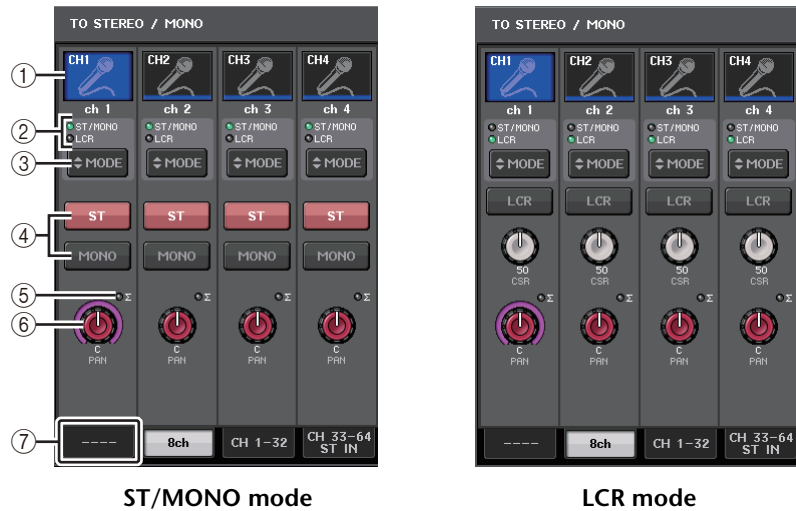 TO STEREO / MONO
CH1 CH2 CH3 CH4
① 
ch 1 ch 2 ch 3 ch 4
② ST/MONO ST/MONO ST/MONO ST/MONO
LCR LCR LCR LCR
③ MODE MODE MODE MODE
④ ST ST ST ST
MONO MONO MONO MONO
⑤ Σ Σ Σ Σ
⑥ C C C C
PAN PAN PAN PAN
⑦ ---- 8ch CH 1-32 CH 33-64
ST IN
ST/MONO mode
TO STEREO / MONO
CH1 CH2 CH3 CH4
ch 1 ch 2 ch 3 ch 4
ST/MONO ST/MONO ST/MONO ST/MONO
LCR LCR LCR LCR
MODE MODE MODE MODE
LCR LCR LCR LCR
50 50 50 50
CSR CSR CSR CSR
Σ Σ Σ Σ
C C C C
PAN PAN PAN PAN
---- 8ch CH 1-32 CH 33-64
ST IN
LCR mode